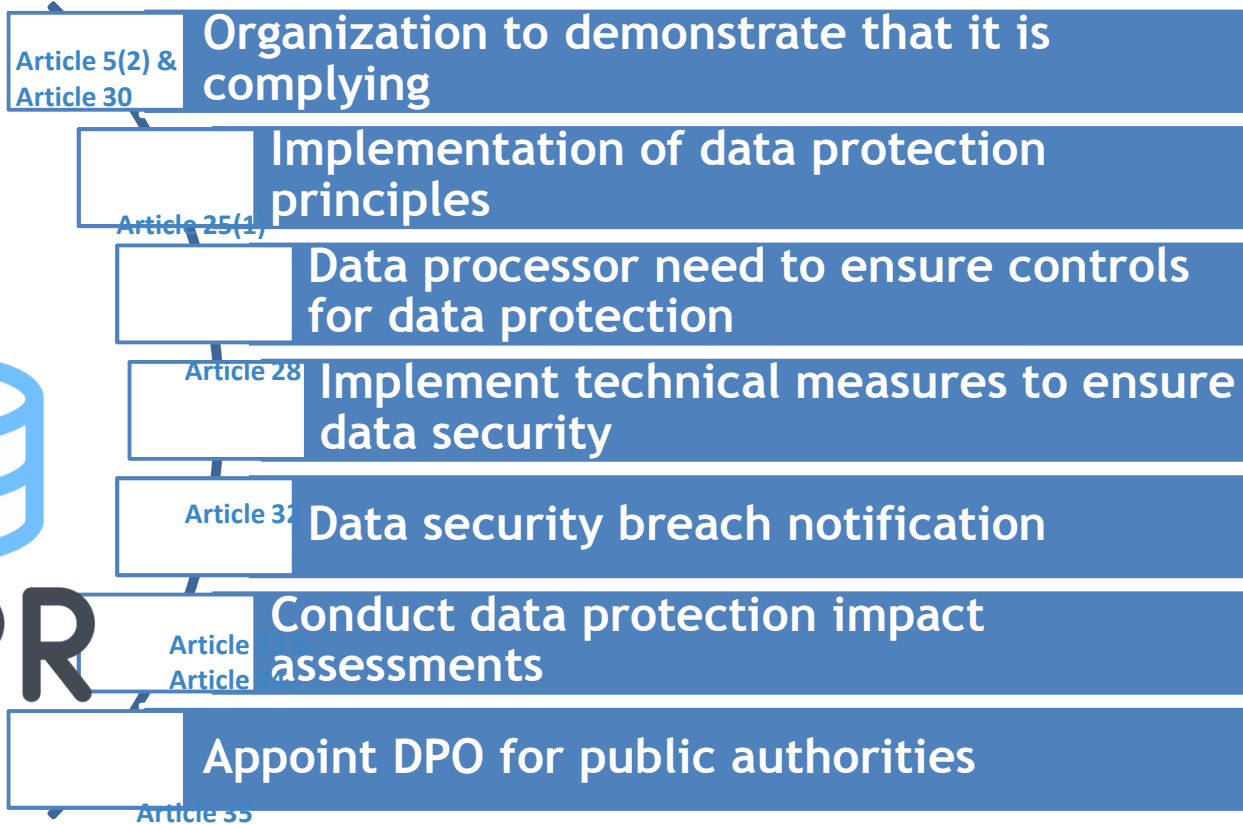 Article 5(2) &
Article 30
Organization to demonstrate that it is
complying
Implementation of data protection
principles
Article 25(1)
Data processor need to ensure controls
for data protection
Article 28
Implement technical measures to ensure
data security
Article 32
Data security breach notification
Conduct data protection impact
assessments
Article
Article
Appoint DPO for public authorities
Article 35